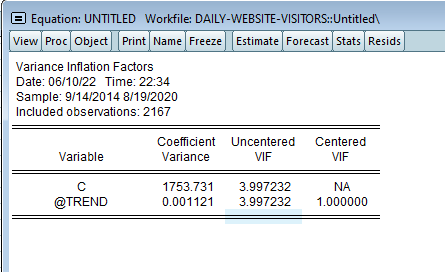 Equation: UNTITLED Workfile: DAILY-WEBSITE-VISITORS::Untitled\
View Proc Object Print Name Freeze Estimate Forecast Stats Resids
Variance Inflation Factors
Date: 06/10/22 Time: 22:34
Sample: 9/14/2014 8/19/2020
Included observations: 2167
Coefficient Uncentered Centered
Variable Variance VIF VIF
C 1753.731 3.997232 NA
@TREND 0.001121 3.997232 1.000000